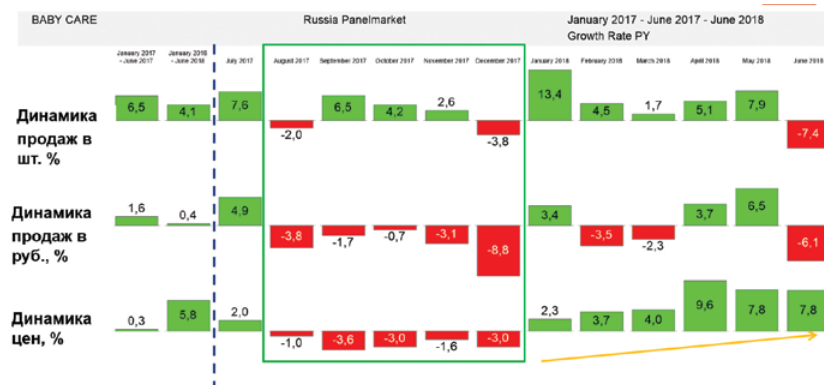 BABY CARE
Russia Panelmarket
January 2017 - June 2017 - June 2018
Growth Rate PY
January 2017
- June 2017
January 2018
- June 2018
July 2017
August 2017
September 2017
October 2017
November 2017
December 2017
January 2018
February 2018
March 2018
April 2018
May 2018
June 2018
Динамика
продаж в
шт. %
6,5
4,1
7,6
-2,0
6,5
4,2
2,6
-3,8
13,4
4,5
1,7
5,1
7,9
-7,4
Динамика
продаж в
руб., %
1,6
0,4
4,9
-3,8
-1,7
-0,7
-3,1
-8,8
3,4
-3,5
-2,3
3,7
6,5
-6,1
Динамика
цен, %
0,3
5,8
2,0
-1,0
-3,6
-3,0
-1,6
-3,0
2,3
3,7
4,0
9,6
7,8
7,8